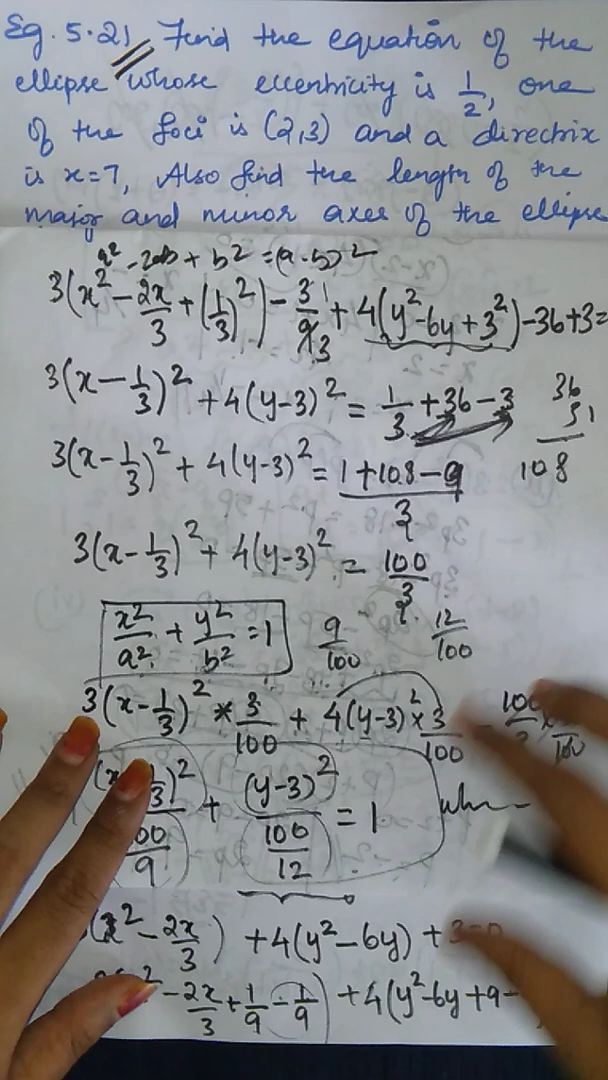 Eg. 5.21 Find the equation of the
ellipse whose eccentricity is 1/2, one
of the foci is (2,3) and a directrix
is x=7, Also find the length of the
major and minor axes of the ellipse
a² - 2ab + b² = (a-b)²
3(x² - 2x/3 + (1/3)²) - 3/9 + 4(y² - 6y + 3²) - 36 + 3 =
3(x - 1/3)² + 4(y-3)² = 1/3 + 36 - 3
36
108
3(x - 1/3)² + 4(y-3)² = (1+108-9)/3
3(x - 1/3)² + 4(y-3)² = 100/3
x²/a² + y²/b² = 1 9/100 12/100
3(x - 1/3)² * 3/100 + 4(y-3)² × 3/100
1/3)² + (y-3)²/(100/12) = 1
00/9
(x² - 2x/3) + 4(y² - 6y) + 3
- 2x/3 + 1/9 - 1/9) + 4(y² - 6y + 9 -